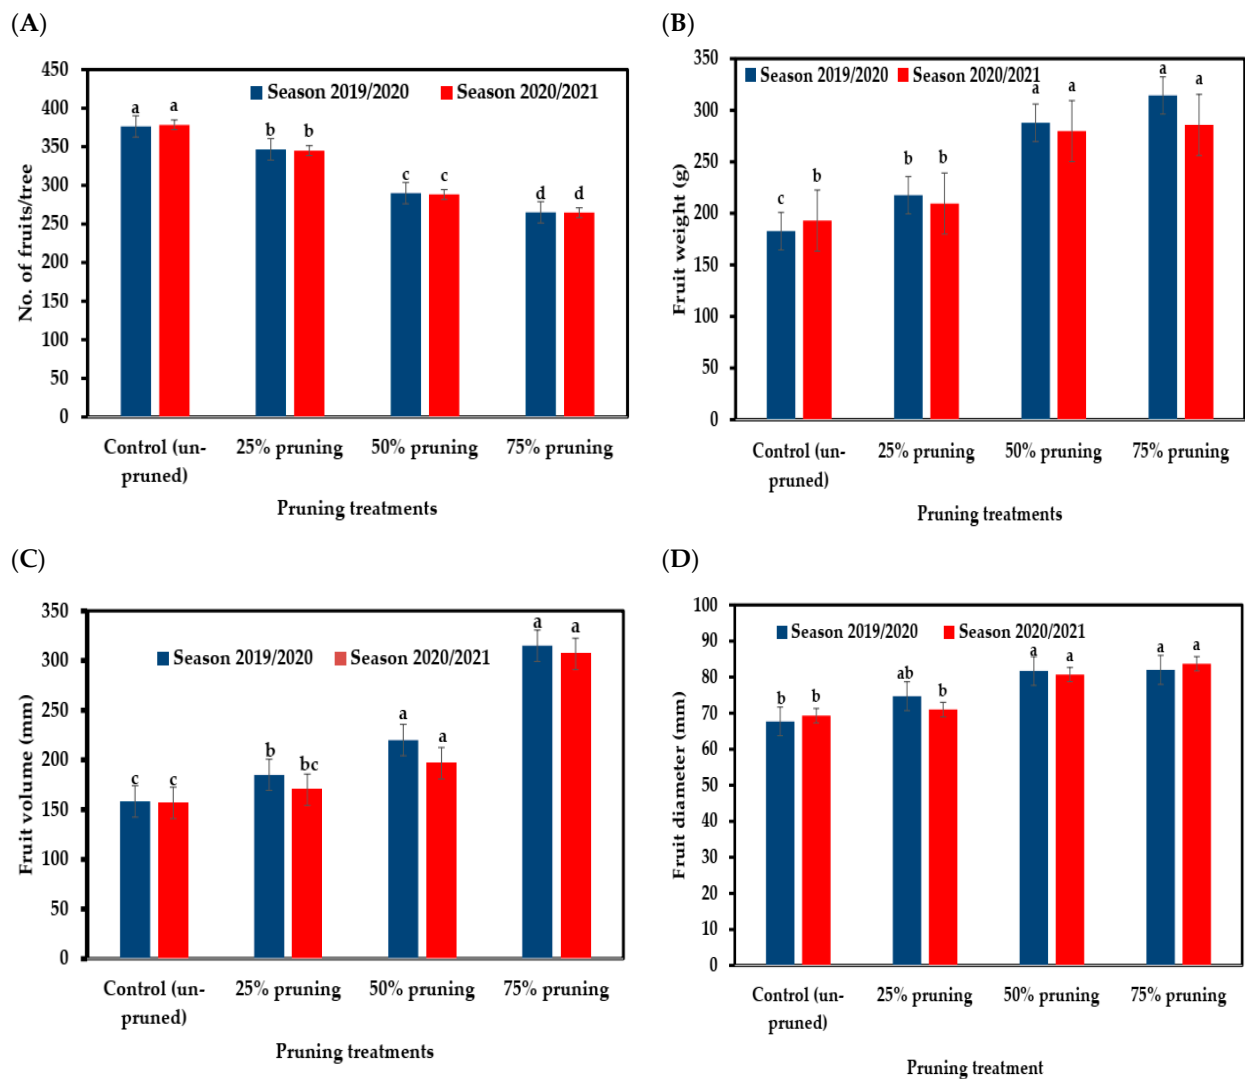 (A)
450
400
350
300
250
200
150
100
50
0
No. of fruits/tree
Season 2019/2020 Season 2020/2021
a a b b c c d d
Control (un-
pruned) 25% pruning 50% pruning 75% pruning
Pruning treatments
(B)
350
300
250
200
150
100
50
0
Fruit weight (g)
Season 2019/2020 Season 2020/2021
c b b b a a a a
Control (un-
pruned) 25% pruning 50% pruning 75% pruning
Pruning treatments
(C)
350
300
250
200
150
100
50
0
Fruit volume (mm)
Season 2019/2020 Season 2020/2021
c c b bc a a a a
Control (un-
pruned) 25% pruning 50% pruning 75% pruning
Pruning treatments
(D)
100
90
80
70
60
50
40
30
20
10
0
Fruit diameter (mm)
Season 2019/2020 Season 2020/2021
b b ab b a a a a
Control (un-
pruned) 25% pruning 50% pruning 75% pruning
Pruning treatment